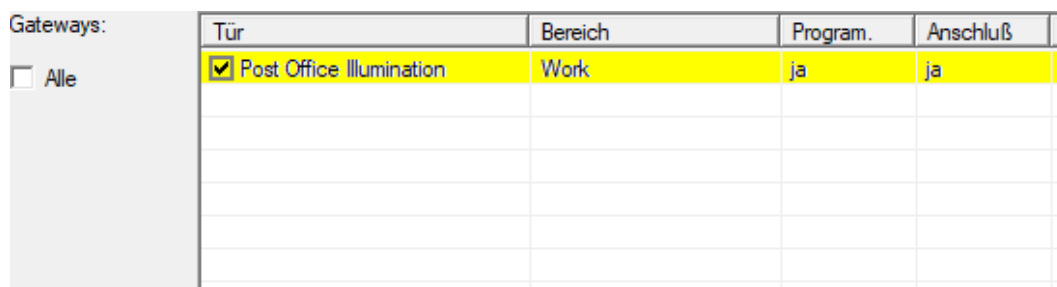 Gateways:
Alle
Tür Bereich Program. Anschluß
Post Office Illumination Work ja ja